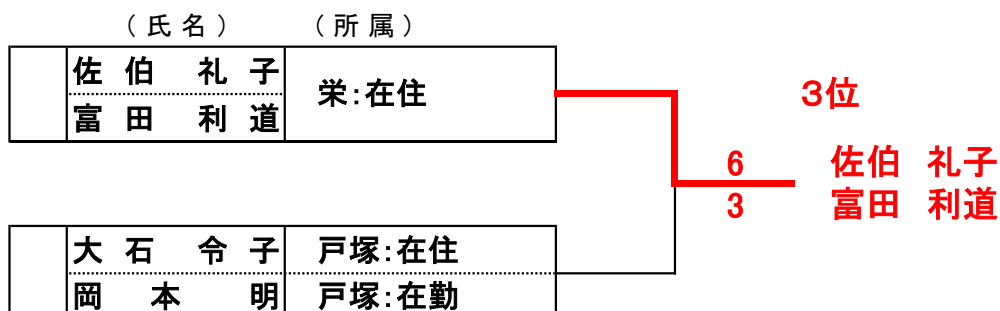 （氏名） （所属）
佐伯 礼子 栄：在住
富田 利道
3位
6 佐伯 礼子
3 富田 利道
大石 令子 戸塚：在住
岡本 明 戸塚：在勤